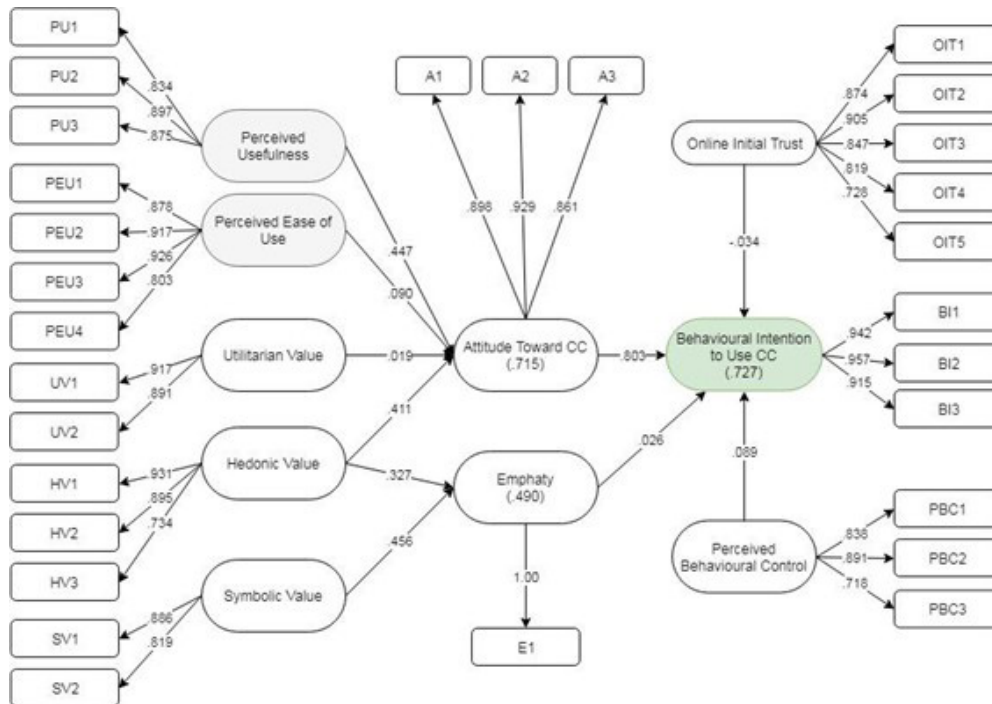 PU1
PU2
PU3
.834
.897
.875
Perceived
Usefulness
PEU1
PEU2
PEU3
PEU4
.878
.917
.926
.803
Perceived Ease of
Use
UV1
UV2
.917
.891
Utilitarian Value
HV1
HV2
HV3
.931
.895
.734
Hedonic Value
SV1
SV2
.886
.819
Symbolic Value
.447
.090
.019
.411
.327
.456
A1
A2
A3
.898
.929
.861
Attitude Toward CC
(.715)
Emphaty
(.490)
1.00
E1
.803
.026
Online Initial Trust
-.034
Behavioural Intention
to Use CC
(.727)
.089
Perceived
Behavioural Control
.874
.905
.847
.819
.728
OIT1
OIT2
OIT3
OIT4
OIT5
.942
.957
.915
BI1
BI2
BI3
.838
.891
.718
PBC1
PBC2
PBC3